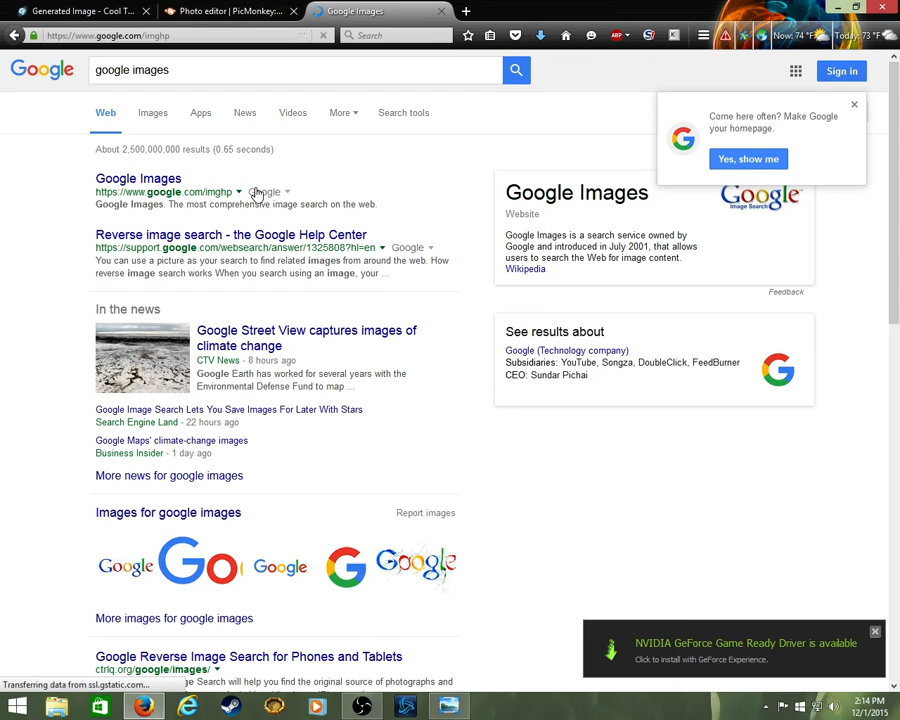 Generated Image - Cool T...
Photo editor | PicMonkey:...
Google Images
https://www.google.com/imghp
Search
ABP
Now: 74 °F
Today: 73 °F
Google
google images
Sign in
Web
Images
Apps
News
Videos
More
Search tools
Come here often? Make Google
your homepage.
Yes, show me
About 2,500,000,000 results (0.65 seconds)
Google Images
https://www.google.com/imghp
Google
Google Images. The most comprehensive image search on the web.
Reverse image search - the Google Help Center
https://support.google.com/websearch/answer/1325808?hl=en
Google
You can use a picture as your search to find related images from around the web. How
reverse image search works When you search using an image, your ...
In the news
Google Street View captures images of
climate change
CTV News - 8 hours ago
Google Earth has worked for several years with the
Environmental Defense Fund to map ...
Google Image Search Lets You Save Images For Later With Stars
Search Engine Land - 22 hours ago
Google Maps' climate-change images
Business Insider - 1 day ago
More news for google images
Images for google images
Report images
Google
Go
Google
G
Google
More images for google images
Google Reverse Image Search for Phones and Tablets
ctrlq.org/google/images/
Search will help you find the original source of photographs and
Google Images
Website
Google
Image Search
Google Images is a search service owned by
Google and introduced in July 2001, that allows
users to search the Web for image content.
Wikipedia
Feedback
See results about
Google (Technology company)
Subsidiaries: YouTube, Songza, DoubleClick, FeedBurner
CEO: Sundar Pichai
G
NVIDIA GeForce Game Ready Driver is available
Click to install with GeForce Experience.
Transferring data from ssl.gstatic.com...
2:14 PM
12/1/2015